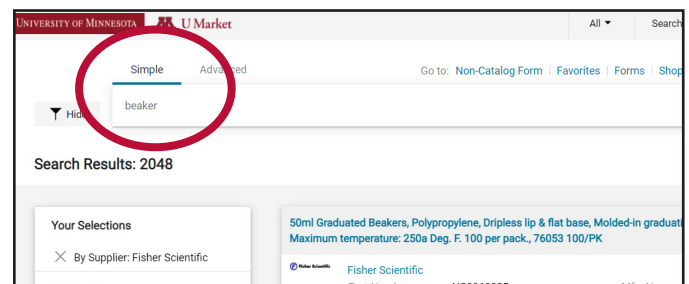 UNIVERSITY OF MINNESOTA M U Market All Search
Simple Advanced Go to: Non-Catalog Form | Favorites | Forms | Shop
beaker
Hide
Search Results: 2048
Your Selections
By Supplier: Fisher Scientific
50ml Graduated Beakers, Polypropylene, Dripless lip & flat base, Molded-in graduati
Maximum temperature: 250a Deg. F. 100 per pack., 76053 100/PK
Fisher Scientific Fisher Scientific